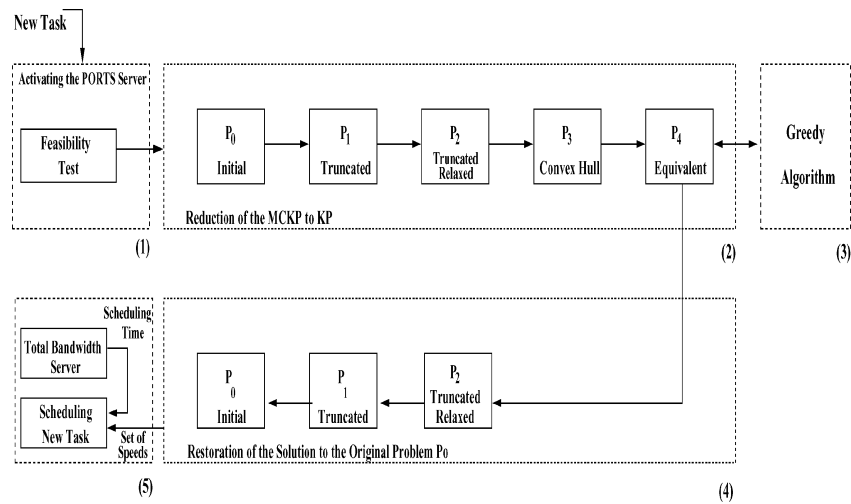 New Task
Activating the PORTS Server
Feasibility
Test
(1)
P0
Initial
P1
Truncated
P2
Truncated
Relaxed
P3
Convex Hull
P4
Equivalent
Reduction of the MCKP to KP
(2)
Greedy
Algorithm
(3)
Scheduling
Time
Total Bandwidth
Server
Scheduling
New Task
Set of
Speeds
(5)
P0
Initial
P1
Truncated
P2
Truncated
Relaxed
Restoration of the Solution to the Original Problem Po
(4)